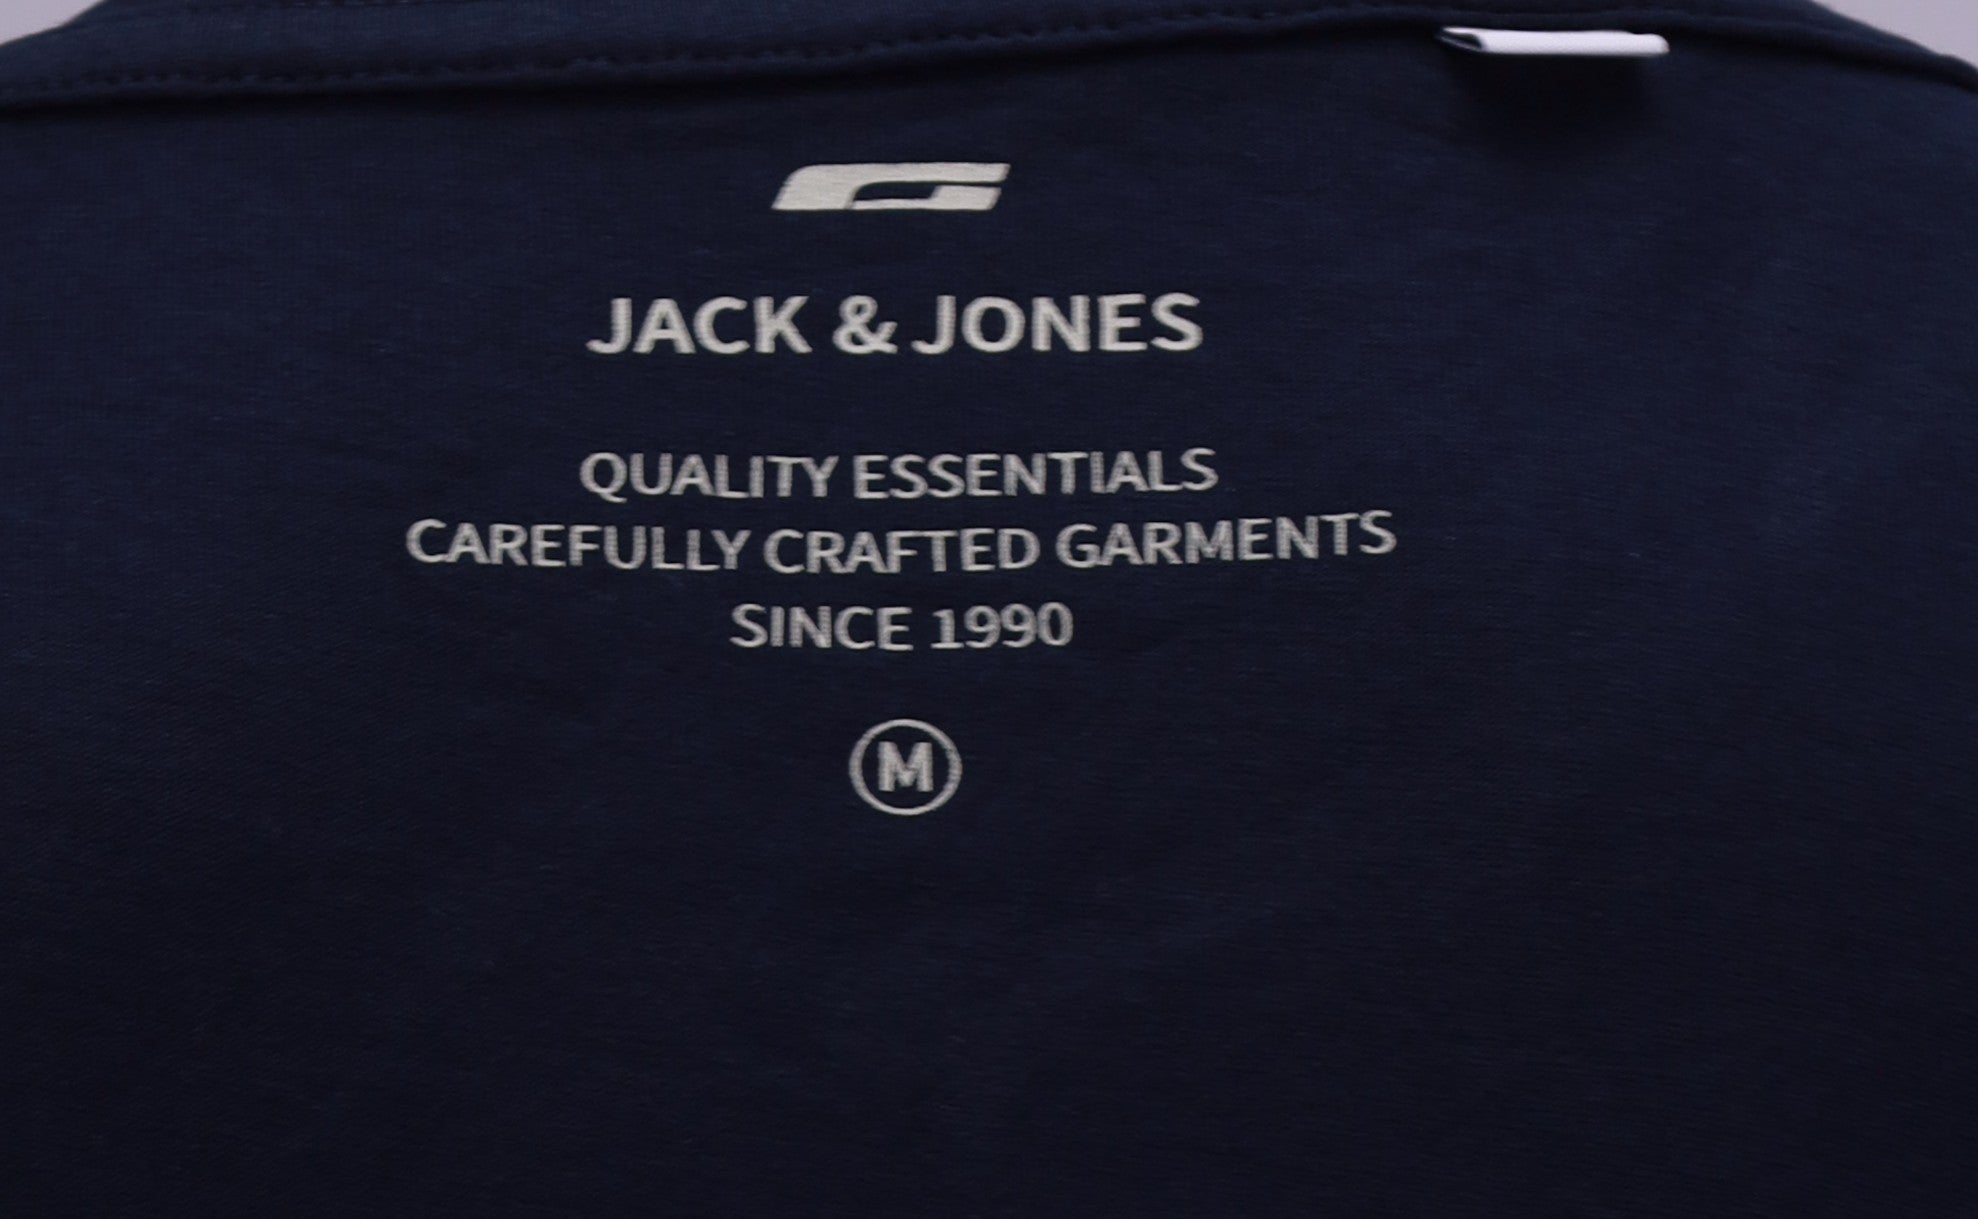 JACK & JONES
QUALITY ESSENTIALS
CAREFULLY CRAFTED GARMENTS
SINCE 1990
M